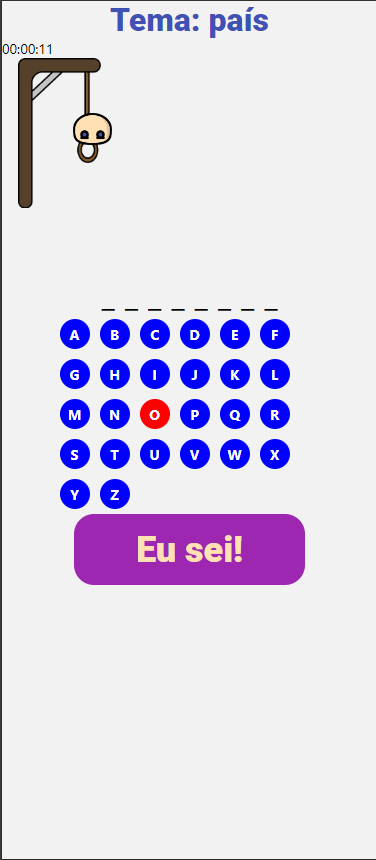 Tema: país
00:00:11
_ _ _ _ _ _ _ _
A B C D E F
G H I J K L
M N O P Q R
S T U V W X
Y Z
Eu sei!